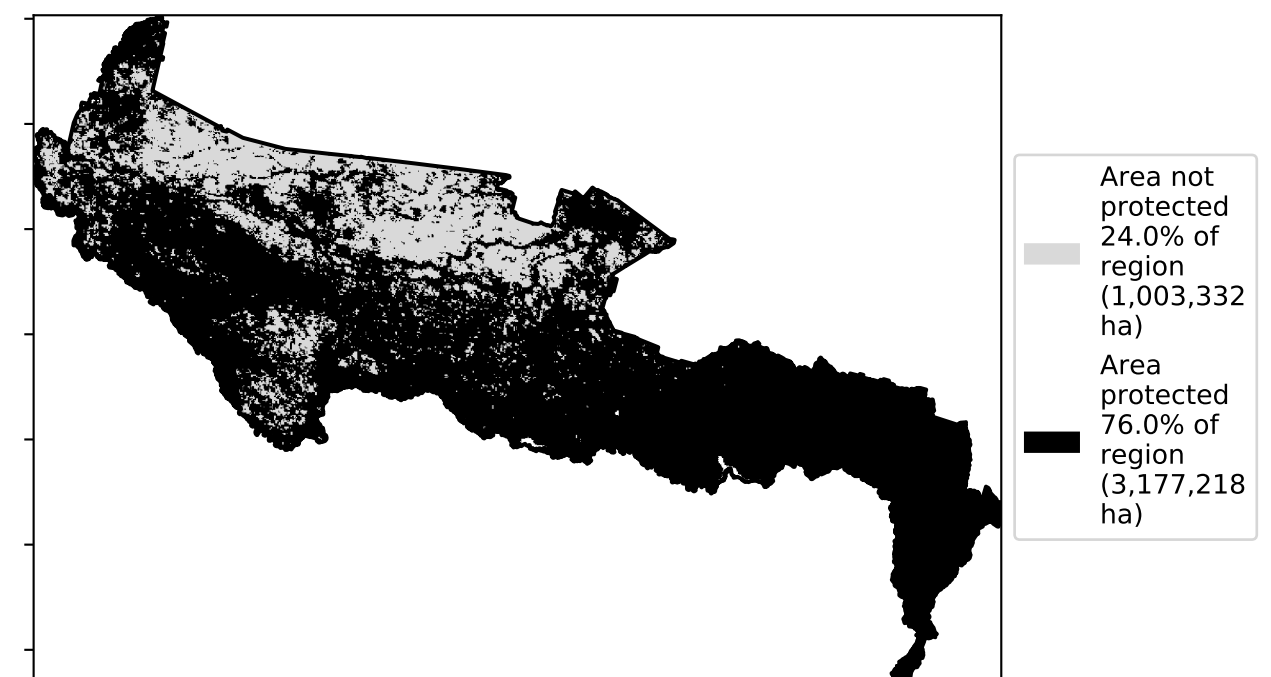 Area not
protected
24.0% of
region
(1,003,332
ha)
Area
protected
76.0% of
region
(3,177,218
ha)